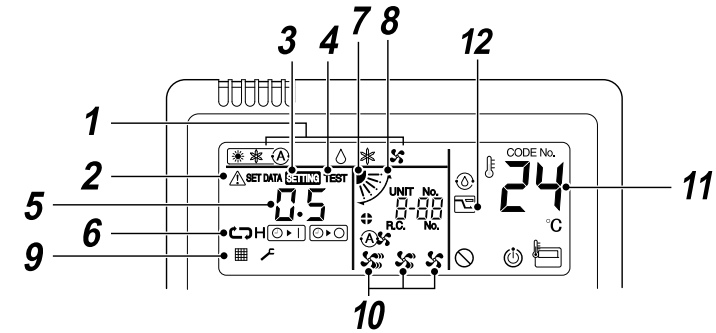 7 8
3 4 12
1
CODE No.
A
2 SET DATA SETTING TEST
UNIT No.
24 11
5 0.5
8-88
R.C. No.
°C
6 H
A
9
10